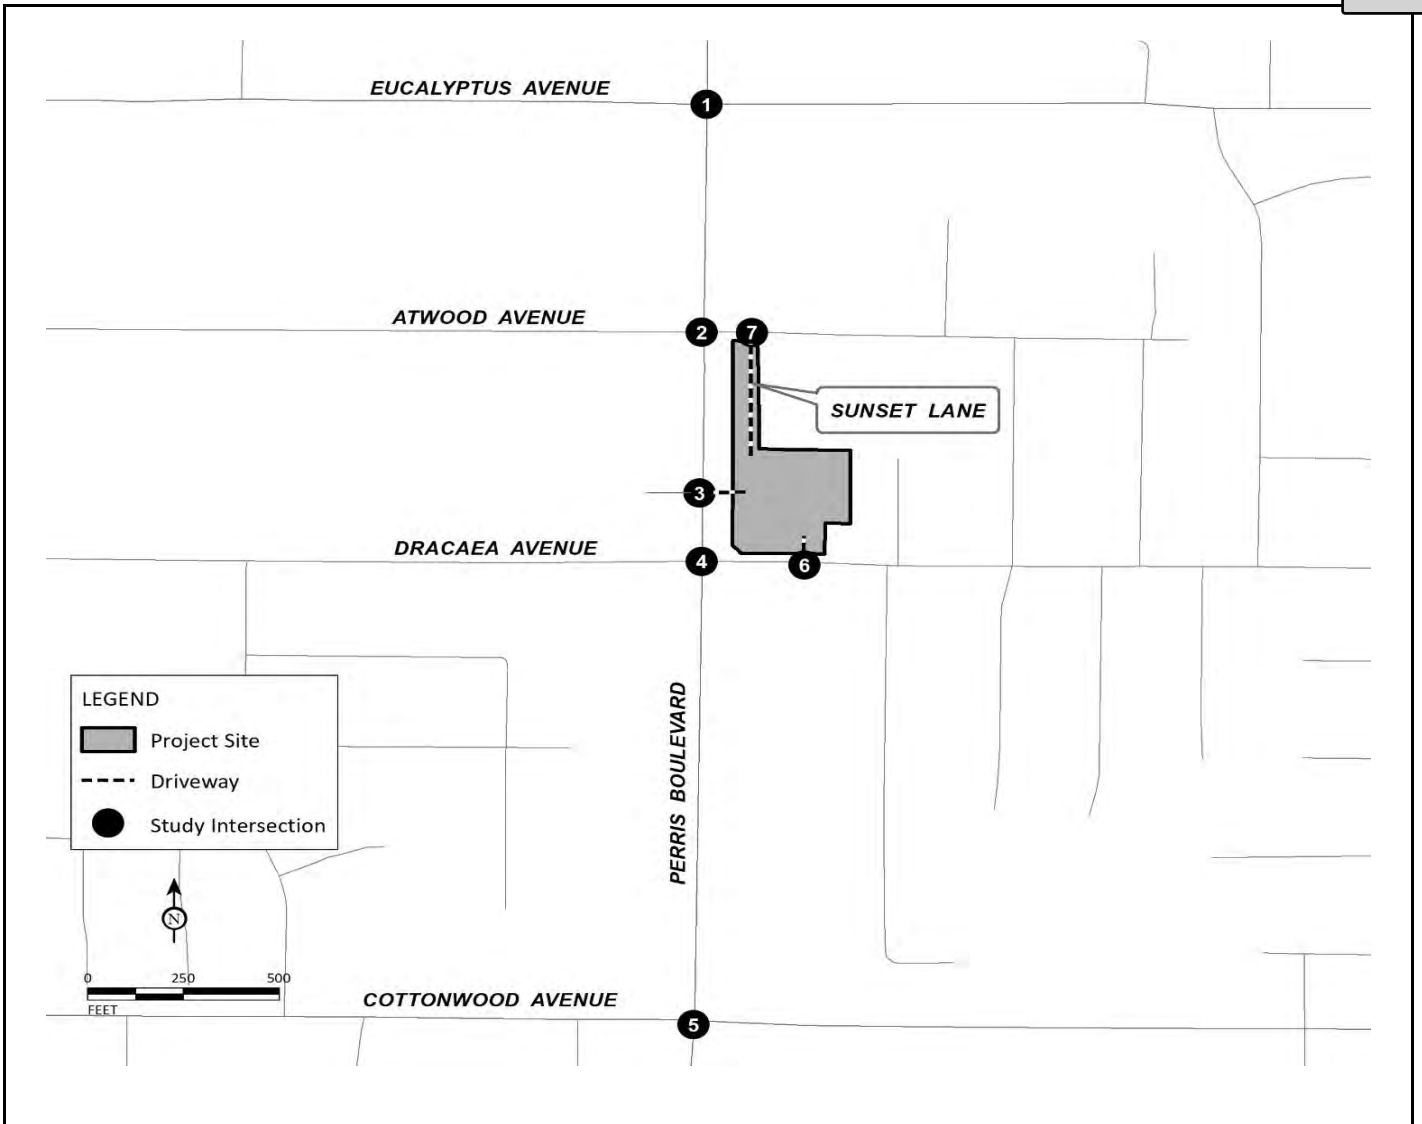 EUCALYPTUS AVENUE
1
ATWOOD AVENUE
2
7
SUNSET LANE
3
DRACAEA AVENUE
4
6
PERRIS BOULEVARD
LEGEND
Project Site
Driveway
Study Intersection
N
0 250 500
FEET
COTTONWOOD AVENUE
5